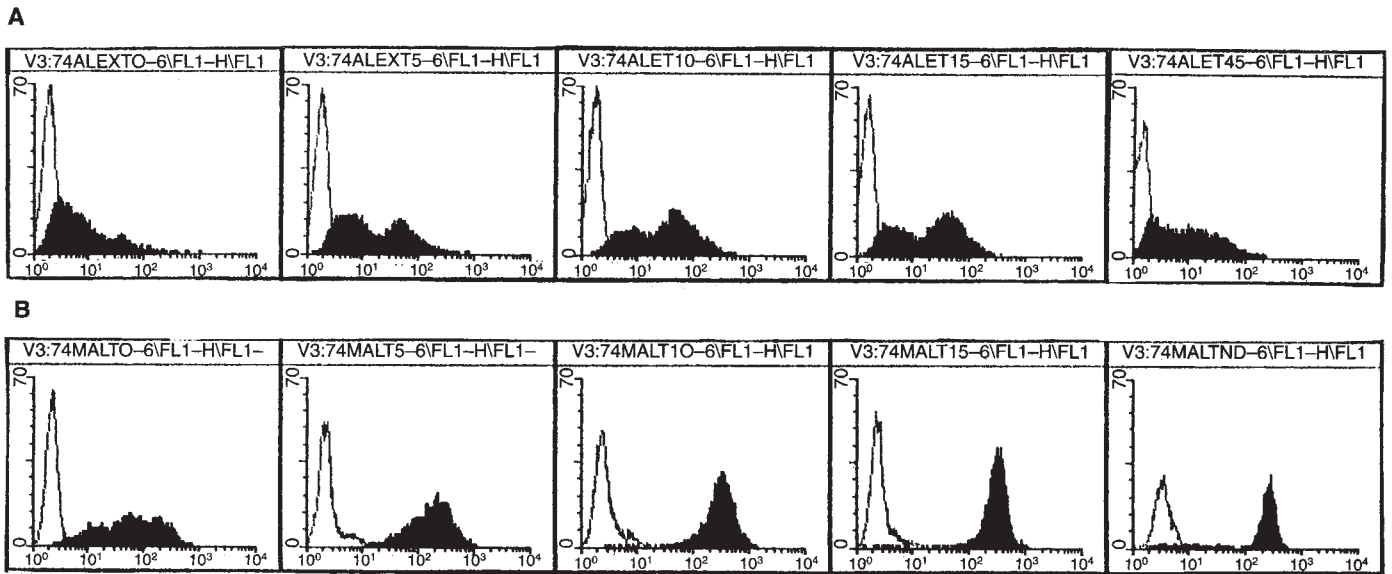 A
V3:74ALEXTO–6\FL1–H\FL1 V3:74ALEXT5–6\FL1–H\FL1 V3:74ALET10–6\FL1–H\FL1 V3:74ALET15–6\FL1–H\FL1 V3:74ALET45–6\FL1–H\FL1
70 70 70 70 70
0 0 0 0 0
10⁰ 10¹ 10² 10³ 10⁴ 10⁰ 10¹ 10² 10³ 10⁴ 10⁰ 10¹ 10² 10³ 10⁴ 10⁰ 10¹ 10² 10³ 10⁴ 10⁰ 10¹ 10² 10³ 10⁴
B
V3:74MALTO–6\FL1–H\FL1– V3:74MALT5–6\FL1–H\FL1– V3:74MALT1O–6\FL1–H\FL1 V3:74MALT15–6\FL1–H\FL1 V3:74MALTND–6\FL1–H\FL1
70 70 70 70 70
0 0 0 0 0
10⁰ 10¹ 10² 10³ 10⁴ 10⁰ 10¹ 10² 10³ 10⁴ 10⁰ 10¹ 10² 10³ 10⁴ 10⁰ 10¹ 10² 10³ 10⁴ 10⁰ 10¹ 10² 10³ 10⁴